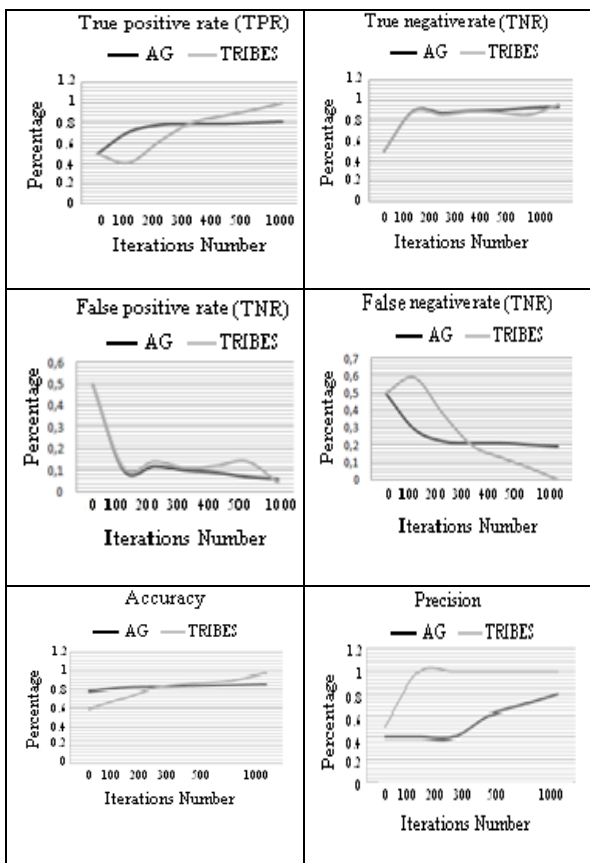 True positive rate (TPR)
AG TRIBES
1.2
1
0.8
0.6
0.4
0.2
0
Percentage
0 100 200 300 400 500 1000
Iterations Number
True negative rate (TNR)
AG TRIBES
1.2
1
0.8
0.6
0.4
0.2
0
Percentage
0 100 200 300 400 500 1000
Iterations Number
False positive rate (TNR)
AG TRIBES
0,6
0,5
0,4
0,3
0,2
0,1
0
Percentage
0 100 200 300 400 500 1000
Iterations Number
False negative rate (TNR)
AG TRIBES
0,7
0,6
0,5
0,4
0,3
0,2
0,1
0
Percentage
0 100 200 300 400 500 1000
Iterations Number
Accuracy
AG TRIBES
1.2
1
0.8
0.6
0.4
0.2
0
Percentage
0 100 200 300 500 1000
Iterations Number
Precision
AG TRIBES
1.2
1
0.8
0.6
0.4
0.2
0
Percentage
0 100 200 300 500 1000
Iterations Number